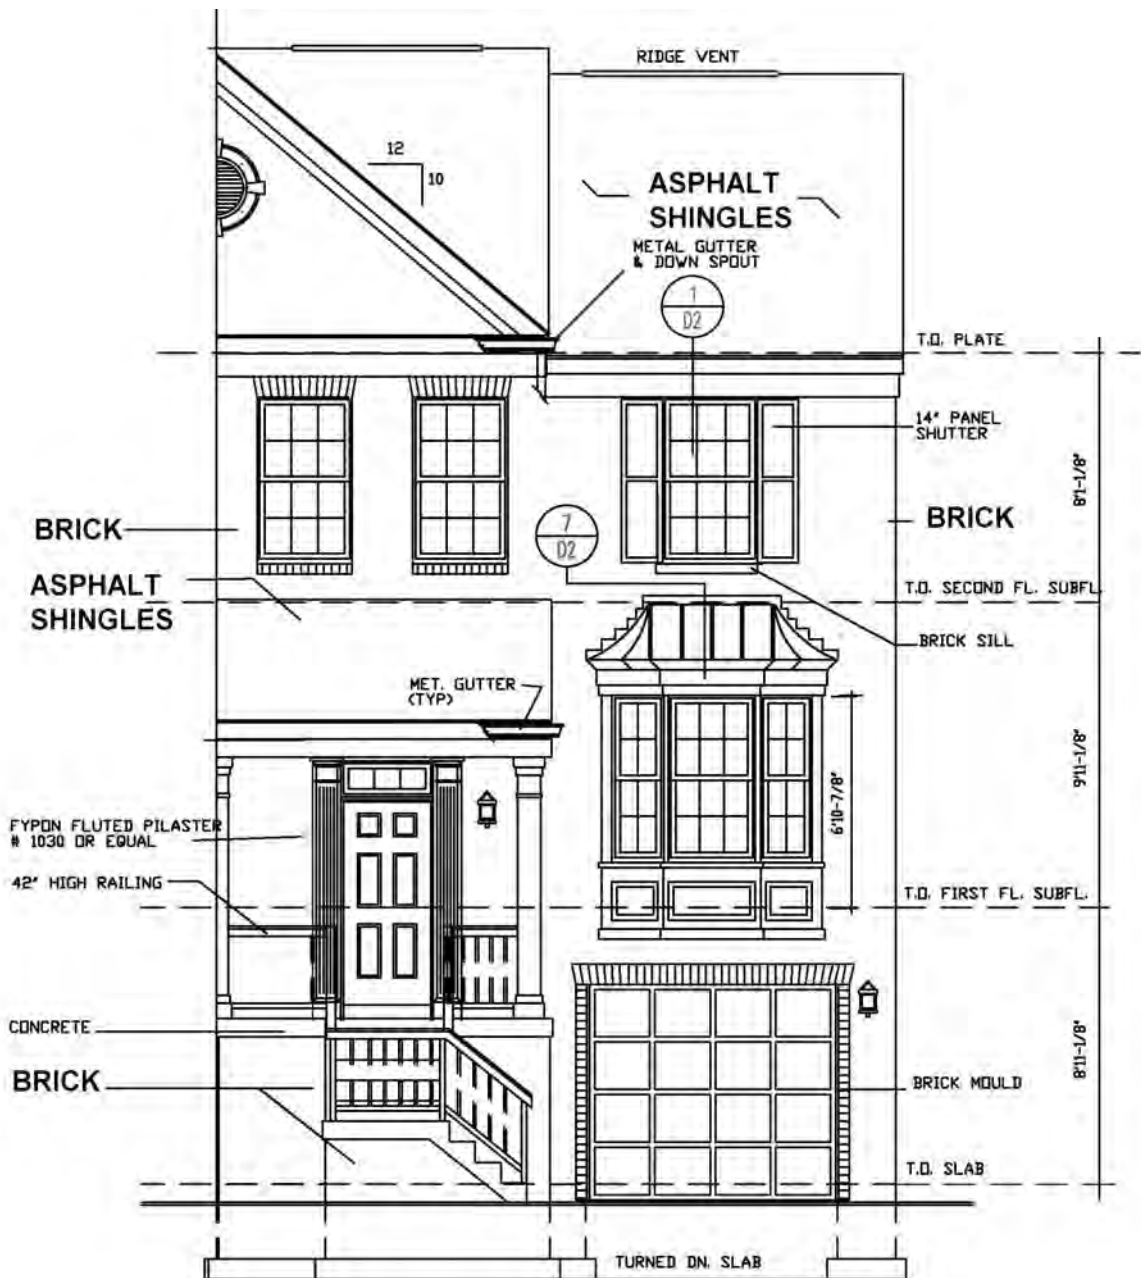 RIDGE VENT
12
10
ASPHALT
SHINGLES
METAL GUTTER
& DOWN SPOUT
1
D2
T.O. PLATE
14" PANEL
SHUTTER
8'1-1/8"
BRICK
7
D2
BRICK
ASPHALT
SHINGLES
T.O. SECOND FL. SUBFL.
BRICK SILL
MET. GUTTER
(TYP)
9'11-1/8"
6'10-7/8"
FYPON FLUTED PILASTER
# 1030 OR EQUAL
42" HIGH RAILING
T.O. FIRST FL. SUBFL.
CONCRETE
BRICK
8'11-1/8"
BRICK MOULD
T.O. SLAB
TURNED DN. SLAB